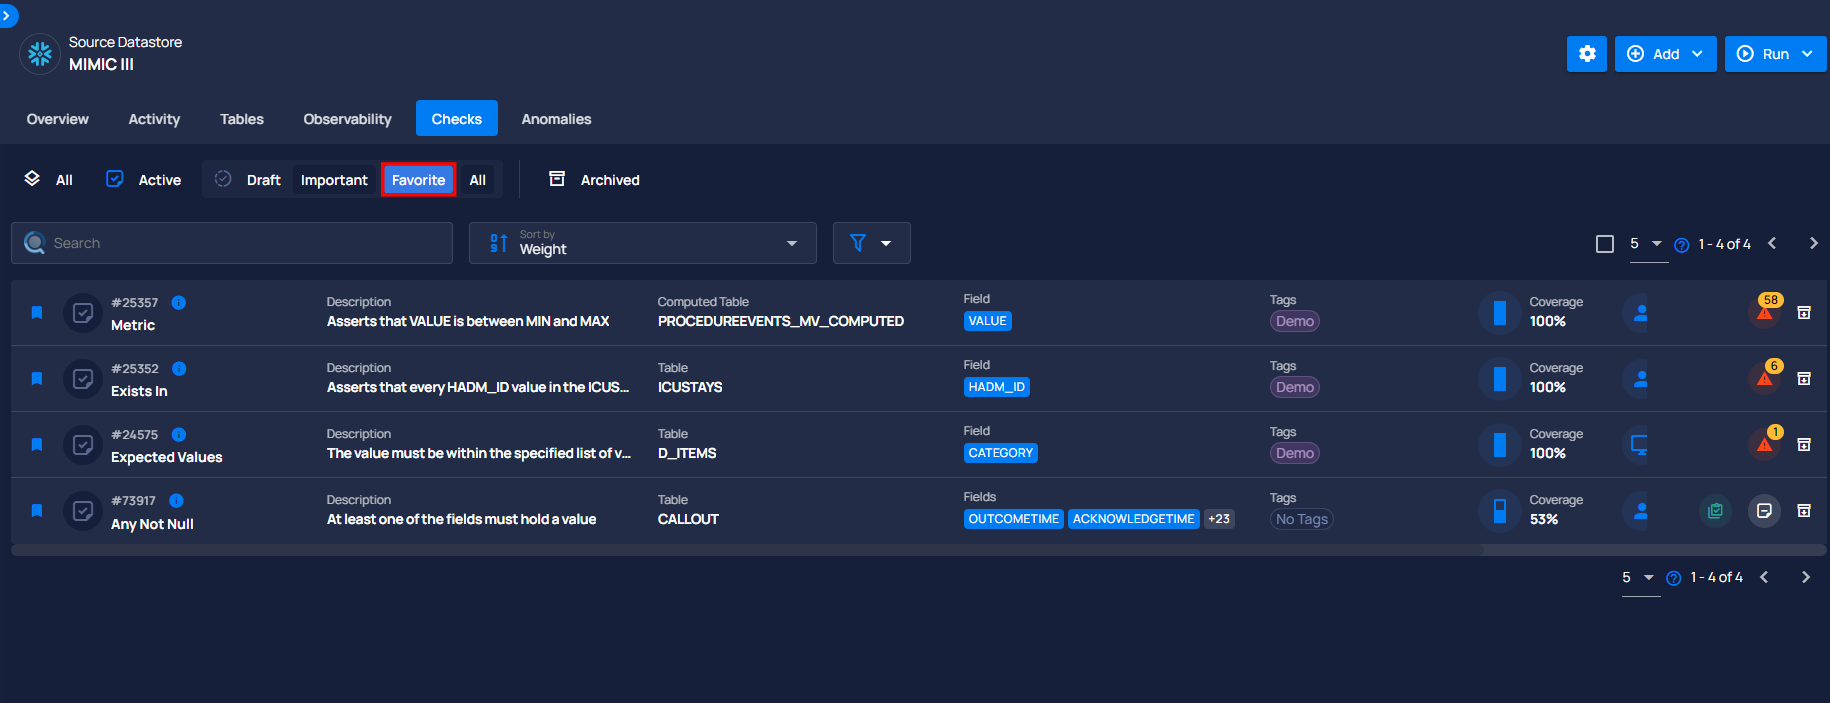 Source Datastore
MIMIC III
Add
Run
Overview
Activity
Tables
Observability
Checks
Anomalies
All
Active
Draft
Important
Favorite
All
Archived
Search
Sort by
Weight
5
1 - 4 of 4
#25357
Metric
Description
Asserts that VALUE is between MIN and MAX
Computed Table
PROCEDUREEVENTS_MV_COMPUTED
Field
VALUE
Tags
Demo
Coverage
100%
58
#25352
Exists In
Description
Asserts that every HADM_ID value in the ICUS...
Table
ICUSTAYS
Field
HADM_ID
Tags
Demo
Coverage
100%
6
#24575
Expected Values
Description
The value must be within the specified list of v...
Table
D_ITEMS
Field
CATEGORY
Tags
Demo
Coverage
100%
1
#73917
Any Not Null
Description
At least one of the fields must hold a value
Table
CALLOUT
Fields
OUTCOMETIME ACKNOWLEDGETIME +23
Tags
No Tags
Coverage
53%
5
1 - 4 of 4